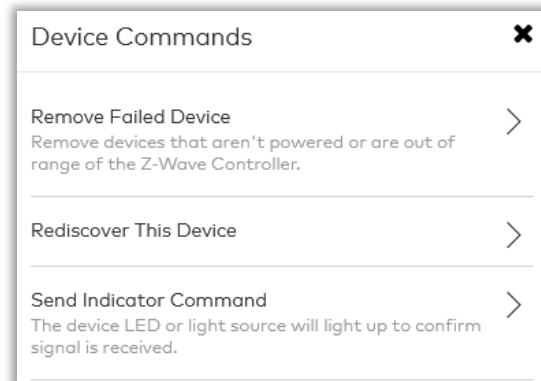 Device Commands
Remove Failed Device
Remove devices that aren't powered or are out of
range of the Z-Wave Controller.
Rediscover This Device
Send Indicator Command
The device LED or light source will light up to confirm
signal is received.